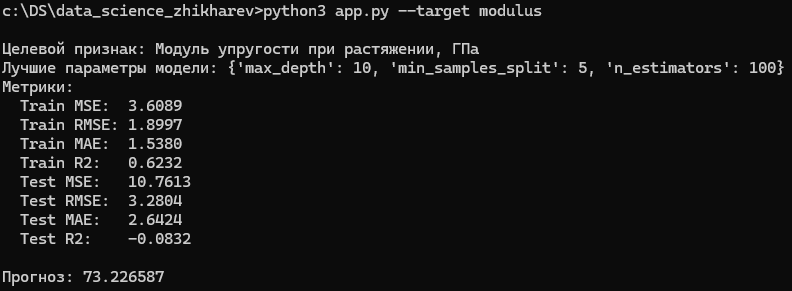 c:\DS\data_science_zhikharev>python3 app.py --target modulus
Целевой признак: Модуль упругости при растяжении, ГПа
Лучшие параметры модели: {'max_depth': 10, 'min_samples_split': 5, 'n_estimators': 100}
Метрики:
  Train MSE:  3.6089
  Train RMSE: 1.8997
  Train MAE:  1.5380
  Train R2:   0.6232
  Test MSE:   10.7613
  Test RMSE:  3.2804
  Test MAE:   2.6424
  Test R2:    -0.0832
Прогноз: 73.226587